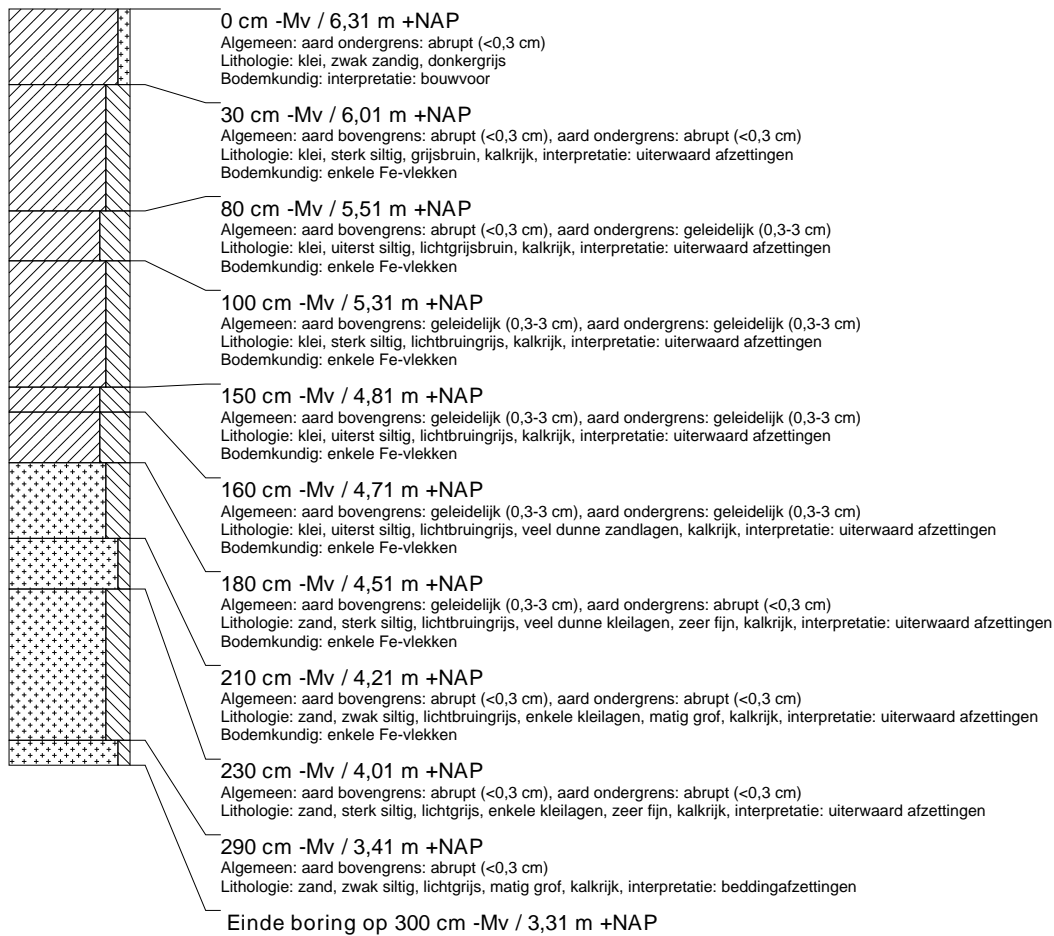 0 cm -Mv / 6,31 m +NAP
Algemeen: aard ondergrens: abrupt (<0,3 cm)
Lithologie: klei, zwak zandig, donkergrijs
Bodemkundig: interpretatie: bouwvoor
30 cm -Mv / 6,01 m +NAP
Algemeen: aard bovengrens: abrupt (<0,3 cm), aard ondergrens: abrupt (<0,3 cm)
Lithologie: klei, sterk siltig, grijsbruin, kalkrijk, interpretatie: uiterwaard afzettingen
Bodemkundig: enkele Fe-vlekken
80 cm -Mv / 5,51 m +NAP
Algemeen: aard bovengrens: abrupt (<0,3 cm), aard ondergrens: geleidelijk (0,3-3 cm)
Lithologie: klei, uiterst siltig, lichtgrijsbruin, kalkrijk, interpretatie: uiterwaard afzettingen
Bodemkundig: enkele Fe-vlekken
100 cm -Mv / 5,31 m +NAP
Algemeen: aard bovengrens: geleidelijk (0,3-3 cm), aard ondergrens: geleidelijk (0,3-3 cm)
Lithologie: klei, sterk siltig, lichtbruingrijs, kalkrijk, interpretatie: uiterwaard afzettingen
Bodemkundig: enkele Fe-vlekken
150 cm -Mv / 4,81 m +NAP
Algemeen: aard bovengrens: geleidelijk (0,3-3 cm), aard ondergrens: geleidelijk (0,3-3 cm)
Lithologie: klei, uiterst siltig, lichtbruingrijs, kalkrijk, interpretatie: uiterwaard afzettingen
Bodemkundig: enkele Fe-vlekken
160 cm -Mv / 4,71 m +NAP
Algemeen: aard bovengrens: geleidelijk (0,3-3 cm), aard ondergrens: geleidelijk (0,3-3 cm)
Lithologie: klei, uiterst siltig, lichtbruingrijs, veel dunne zandlagen, kalkrijk, interpretatie: uiterwaard afzettingen
Bodemkundig: enkele Fe-vlekken
180 cm -Mv / 4,51 m +NAP
Algemeen: aard bovengrens: geleidelijk (0,3-3 cm), aard ondergrens: abrupt (<0,3 cm)
Lithologie: zand, sterk siltig, lichtbruingrijs, veel dunne kleilagen, zeer fijn, kalkrijk, interpretatie: uiterwaard afzettingen
Bodemkundig: enkele Fe-vlekken
210 cm -Mv / 4,21 m +NAP
Algemeen: aard bovengrens: abrupt (<0,3 cm), aard ondergrens: abrupt (<0,3 cm)
Lithologie: zand, zwak siltig, lichtbruingrijs, enkele kleilagen, matig grof, kalkrijk, interpretatie: uiterwaard afzettingen
Bodemkundig: enkele Fe-vlekken
230 cm -Mv / 4,01 m +NAP
Algemeen: aard bovengrens: abrupt (<0,3 cm), aard ondergrens: abrupt (<0,3 cm)
Lithologie: zand, sterk siltig, lichtgrijs, enkele kleilagen, zeer fijn, kalkrijk, interpretatie: uiterwaard afzettingen
290 cm -Mv / 3,41 m +NAP
Algemeen: aard bovengrens: abrupt (<0,3 cm)
Lithologie: zand, zwak siltig, lichtgrijs, matig grof, kalkrijk, interpretatie: beddingafzettingen
Einde boring op 300 cm -Mv / 3,31 m +NAP